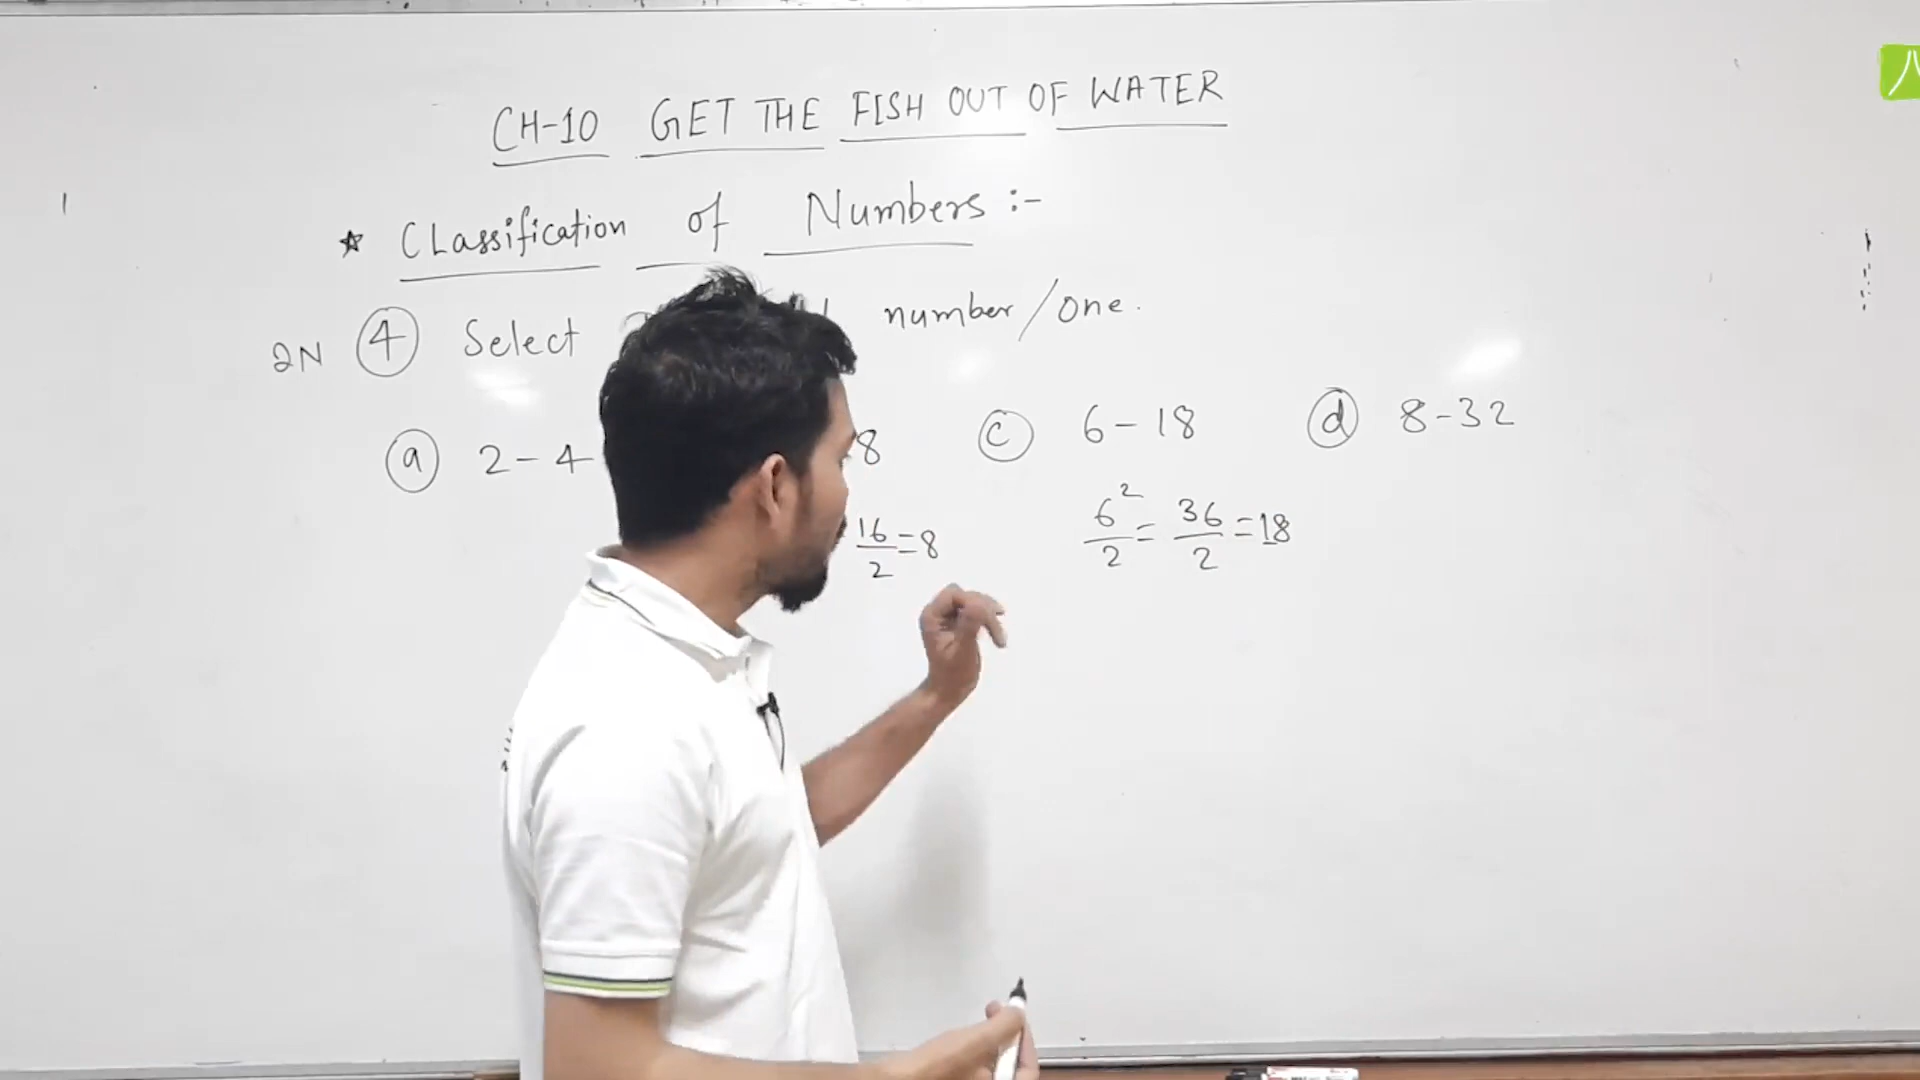 CH-10 GET THE FISH OUT OF WATER
* Classification of Numbers :-
2N 4 Select number/one.
a 2-4 8 c 6-18 d 8-32
16/2=8 6²/2=36/2=18